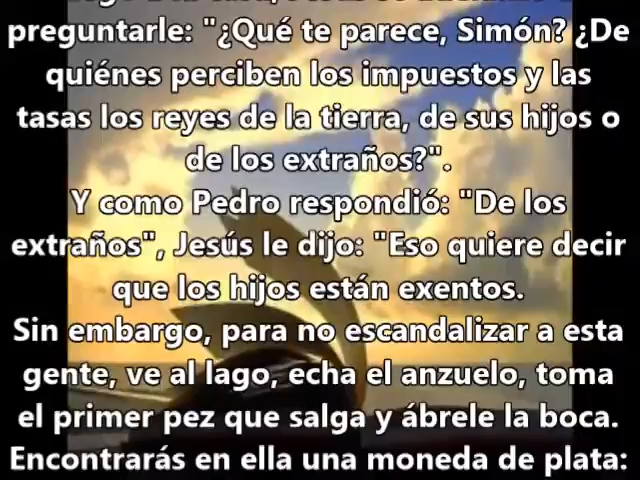 preguntarle: "¿Qué te parece, Simón? ¿De
quiénes perciben los impuestos y las
tasas los reyes de la tierra, de sus hijos o
de los extraños?".
Y como Pedro respondió: "De los
extraños", Jesús le dijo: "Eso quiere decir
que los hijos están exentos.
Sin embargo, para no escandalizar a esta
gente, ve al lago, echa el anzuelo, toma
el primer pez que salga y ábrele la boca.
Encontrarás en ella una moneda de plata: